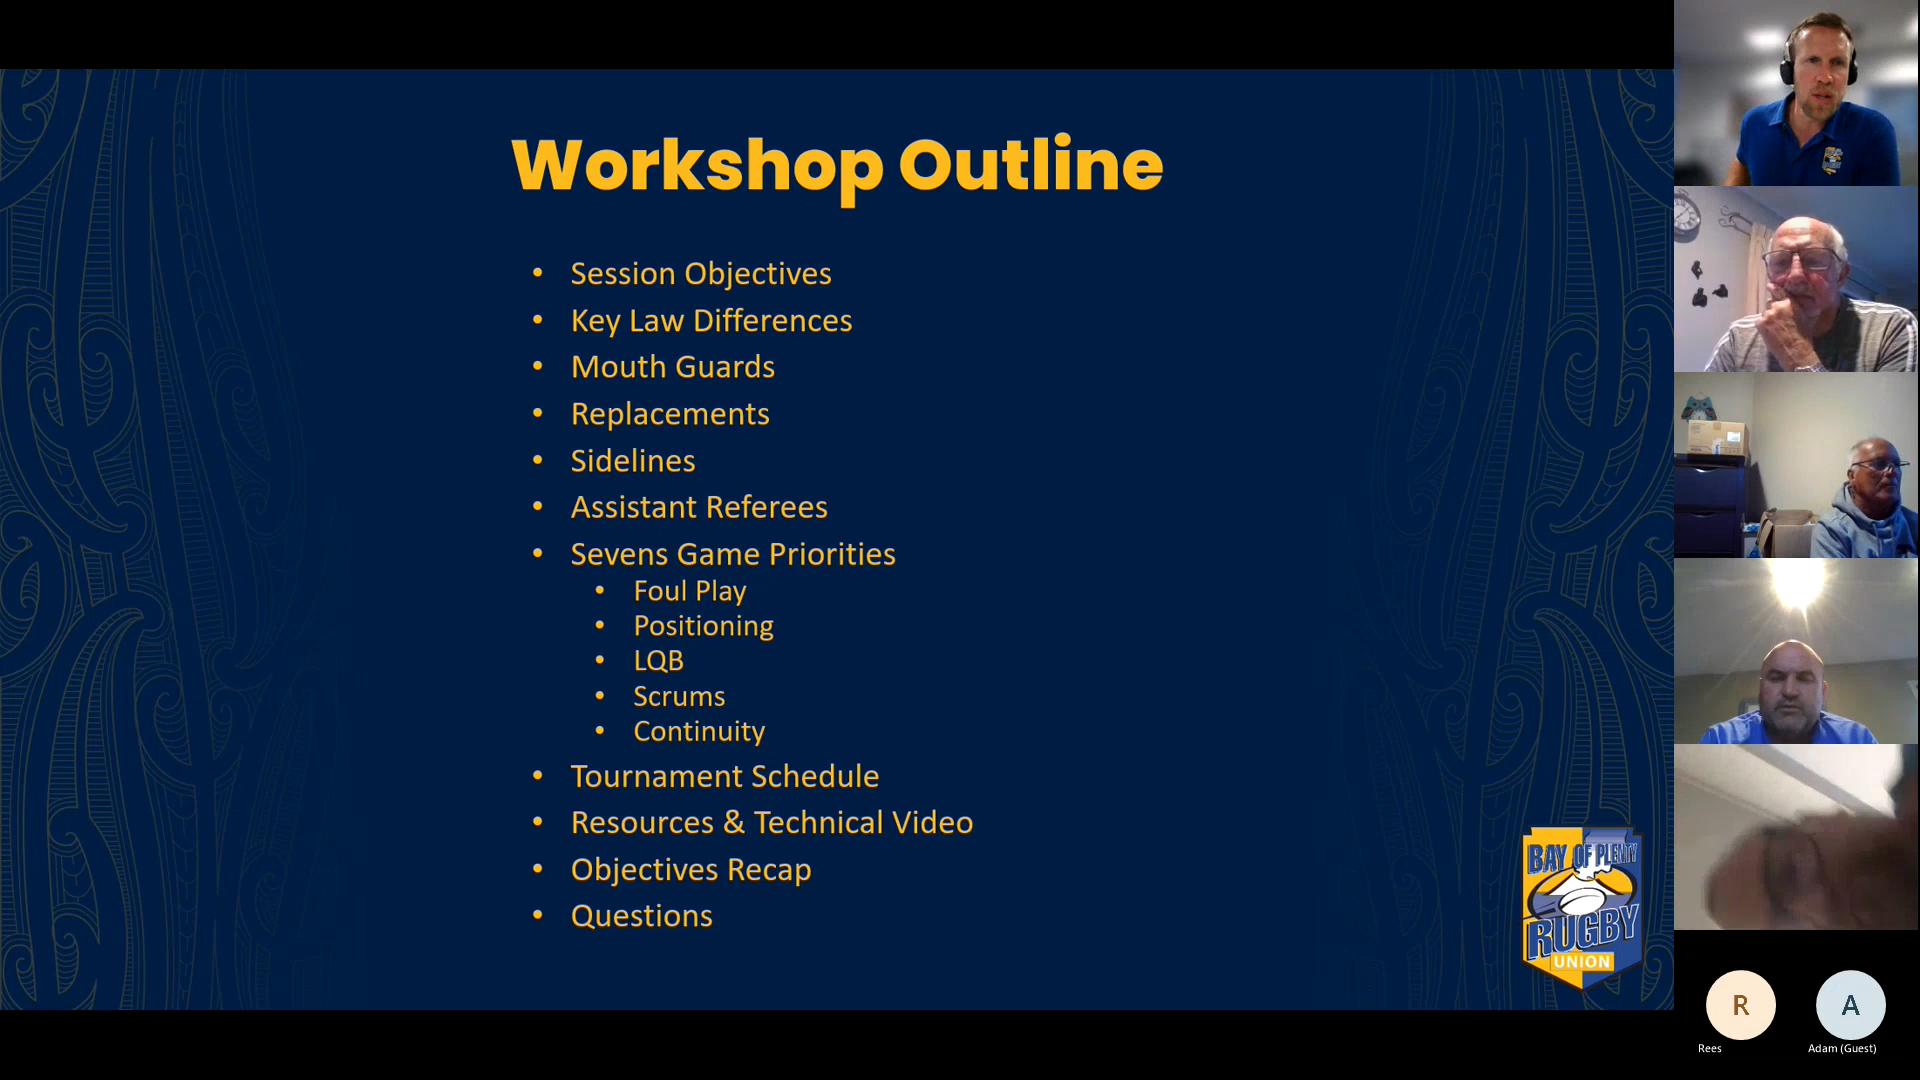 Workshop Outline
• Session Objectives
• Key Law Differences
• Mouth Guards
• Replacements
• Sidelines
• Assistant Referees
• Sevens Game Priorities
• Foul Play
• Positioning
• LQB
• Scrums
• Continuity
• Tournament Schedule
• Resources & Technical Video
• Objectives Recap
• Questions
BAY OF PLENTY
RUGBY
UNION
R
A
Rees
Adam (Guest)